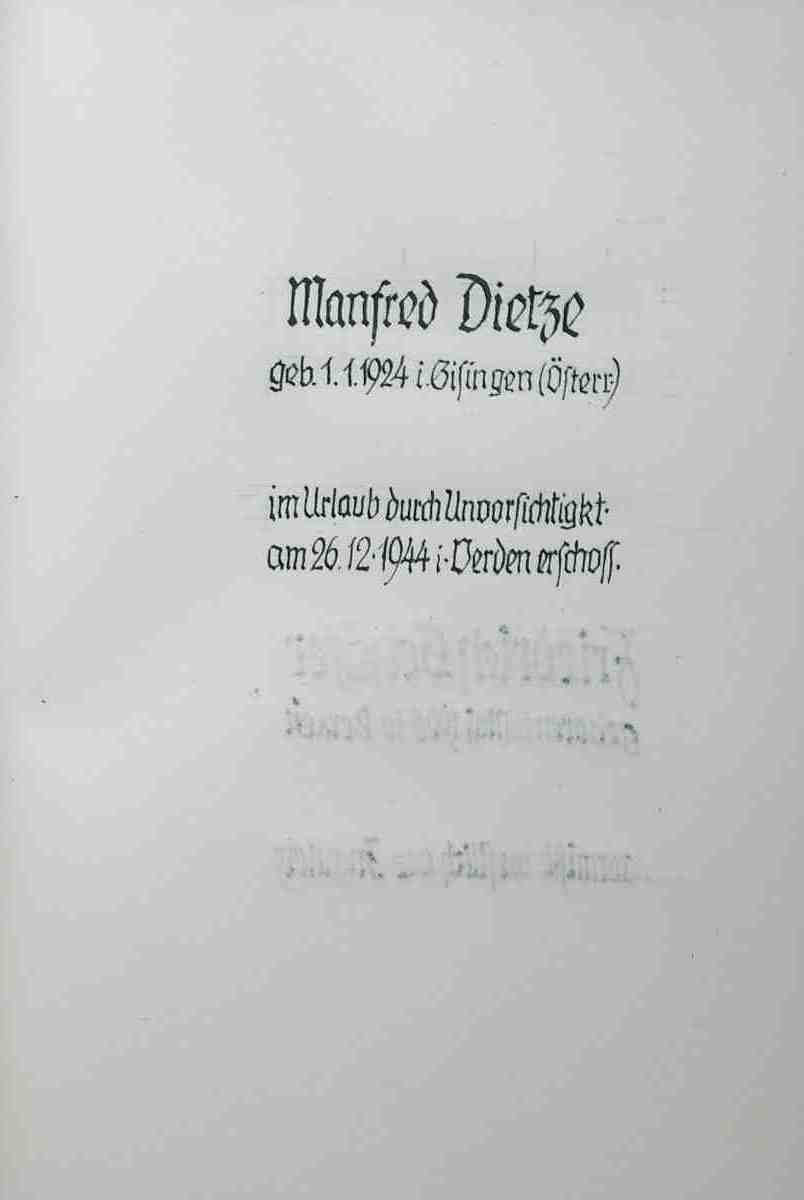 Manfred Dietze
geb. 1. 1. 1924 i. Gisingen (Österr.)
im Urlaub durch Unvorsichtigkt.
am 26. 12. 1944 i. Verden erschoss.